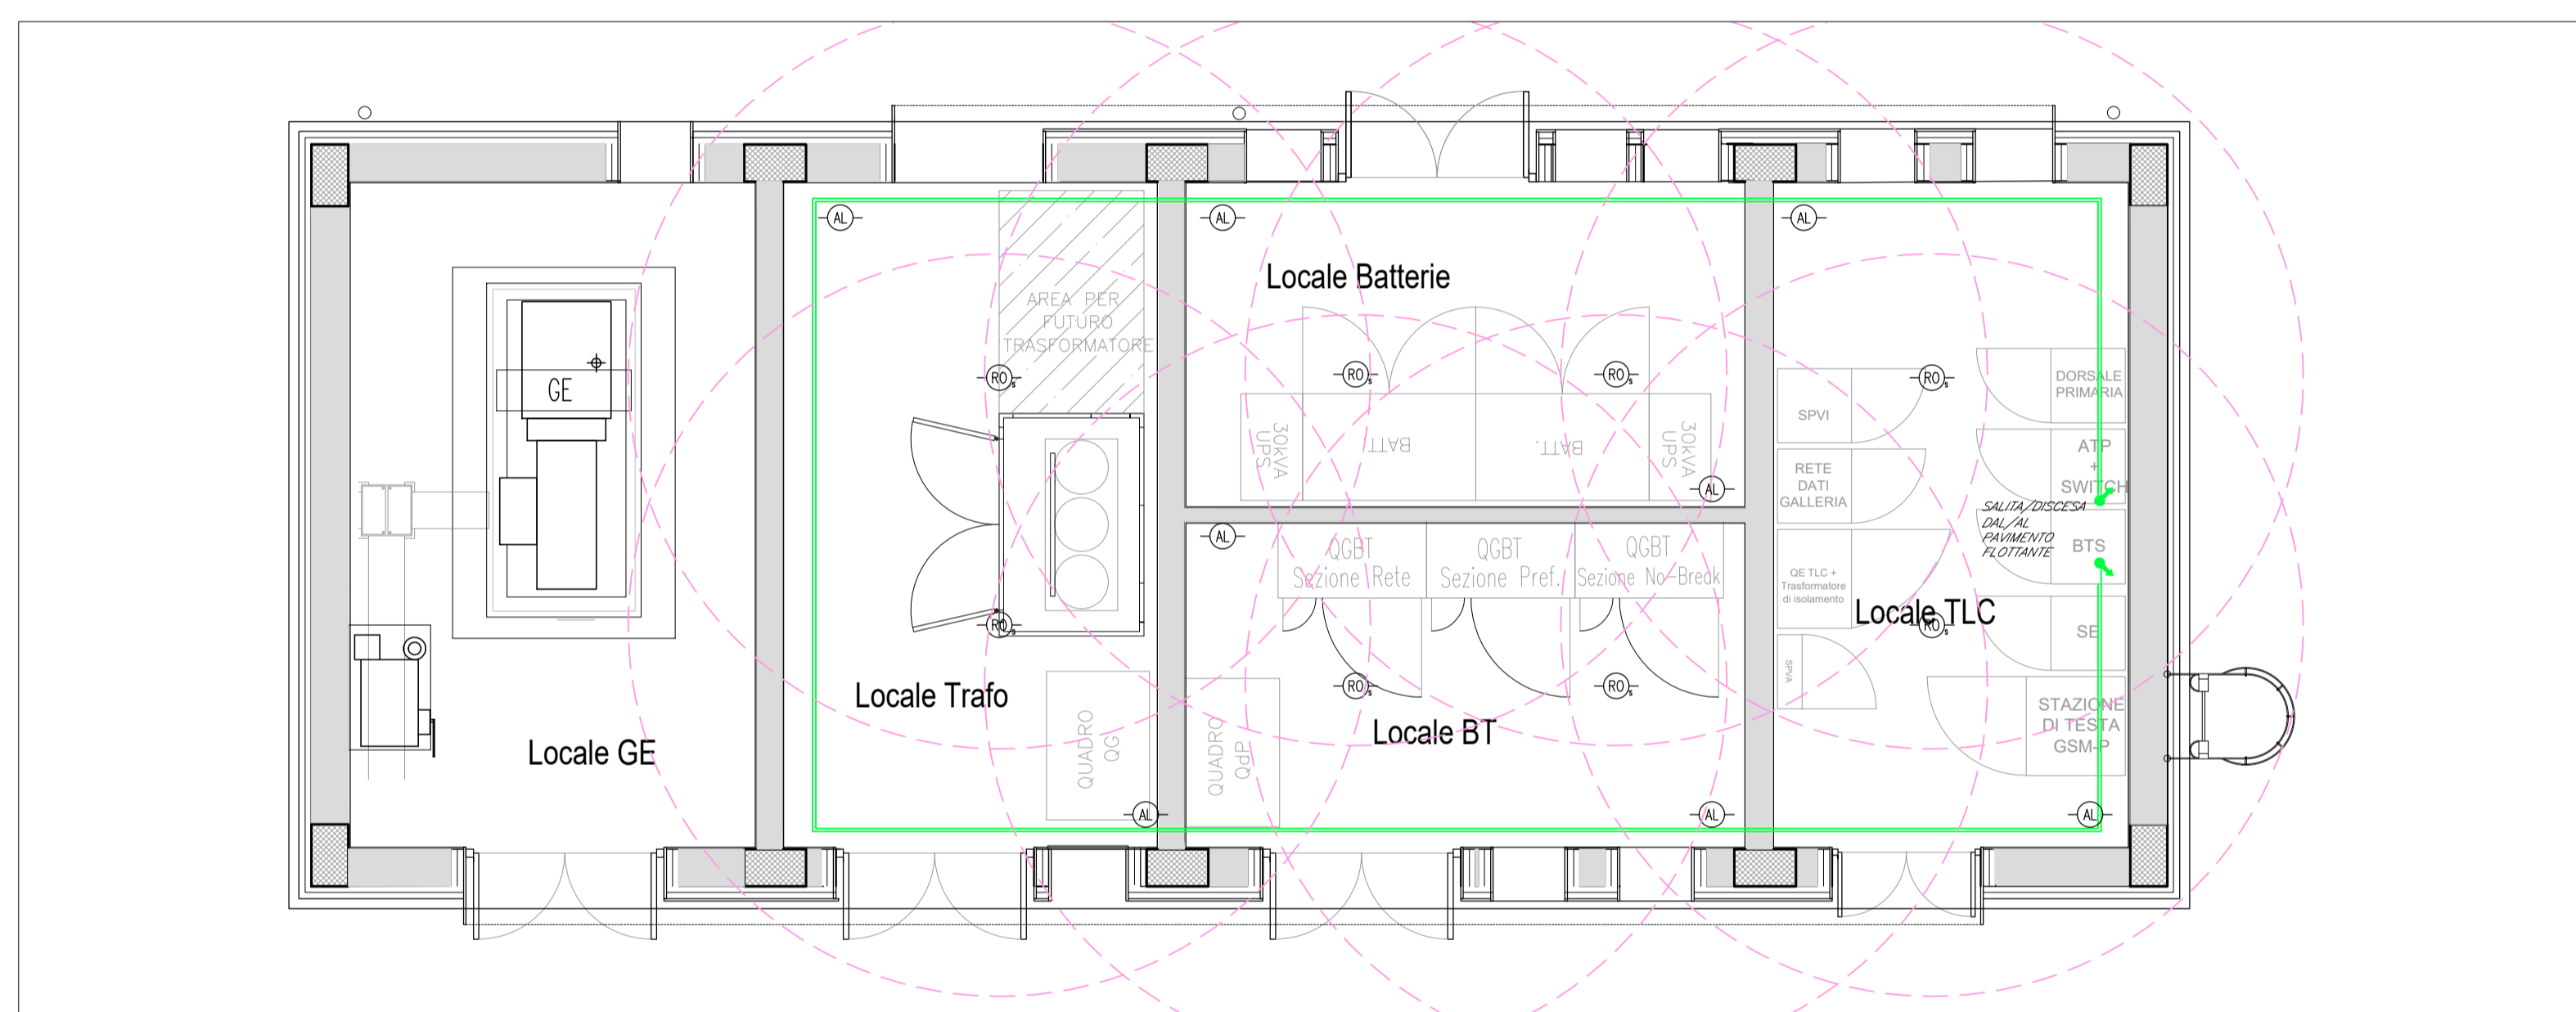 AL
AL
AL
Locale Batterie
AREA PER
FUTURO
TRASFORMATORE
RO s
RO s
RO s
RO s
GE
DORSALE
PRIMARIA
SPVI
30kVA
UPS
BATT.
BATT.
30kVA
UPS
ATP
+
SWITCH
RETE
DATI
GALLERIA
AL
SALITA/DISCESA
DAL/AL
PAVIMENTO
FLOTTANTE
AL
QGBT
Sezione Rete
QGBT
Sezione Pref.
QGBT
Sezione No-Break
BTS
QE TLC +
Trasformatore
di isolamento
Locale TLC
RO s
RO s
SE
SPVA
Locale Trafo
RO s
RO s
STAZIONE
DI TESTA
GSM-P
Locale BT
Locale GE
QUADRO
QG
QUADRO
QPP
AL
AL
AL